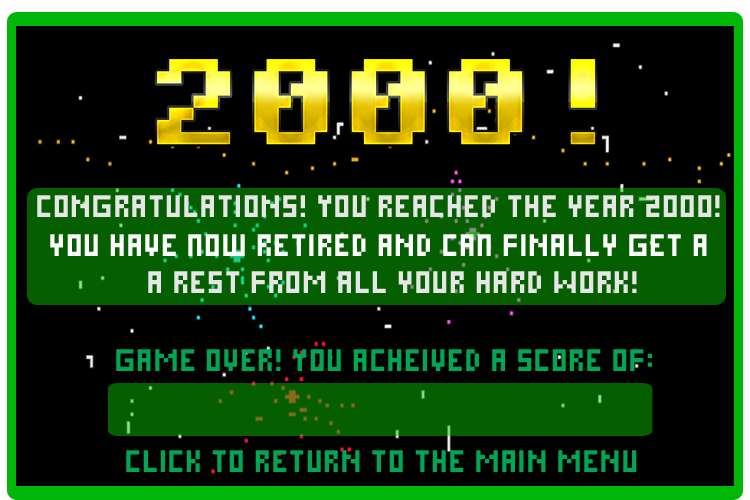 2000!
CONGRATULATIONS! YOU REACHED THE YEAR 2000!
YOU HAVE NOW RETIRED AND CAN FINALLY GET A
A REST FROM ALL YOUR HARD WORK!
GAME OVER! YOU ACHEIVED A SCORE OF:
CLICK TO RETURN TO THE MAIN MENU